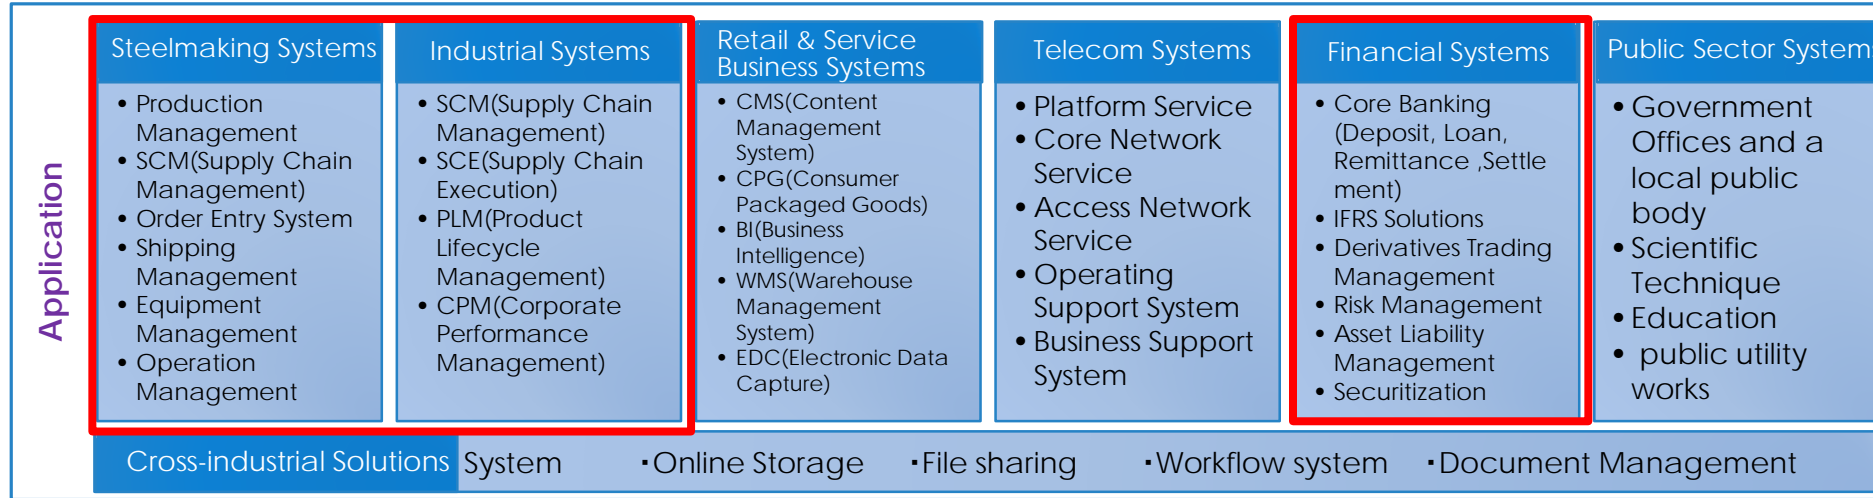 Application
Steelmaking Systems
• Production
Management
• SCM(Supply Chain
Management)
• Order Entry System
• Shipping
Management
• Equipment
Management
• Operation
Management
Industrial Systems
• SCM(Supply Chain
Management)
• SCE(Supply Chain
Execution)
• PLM(Product
Lifecycle
Management)
• CPM(Corporate
Performance
Management)
Retail & Service
Business Systems
• CMS(Content
Management
System)
• CPG(Consumer
Packaged Goods)
• BI(Business
Intelligence)
• WMS(Warehouse
Management
System)
• EDC(Electronic Data
Capture)
Telecom Systems
• Platform Service
• Core Network
Service
• Access Network
Service
• Operating
Support System
• Business Support
System
Financial Systems
• Core Banking
(Deposit, Loan,
Remittance ,Settle
ment)
• IFRS Solutions
• Derivatives Trading
Management
• Risk Management
• Asset Liability
Management
• Securitization
Public Sector Systems
• Government
Offices and a
local public
body
• Scientific
Technique
• Education
• public utility
works
Cross-industrial Solutions System ・Online Storage ・File sharing ・Workflow system ・Document Management